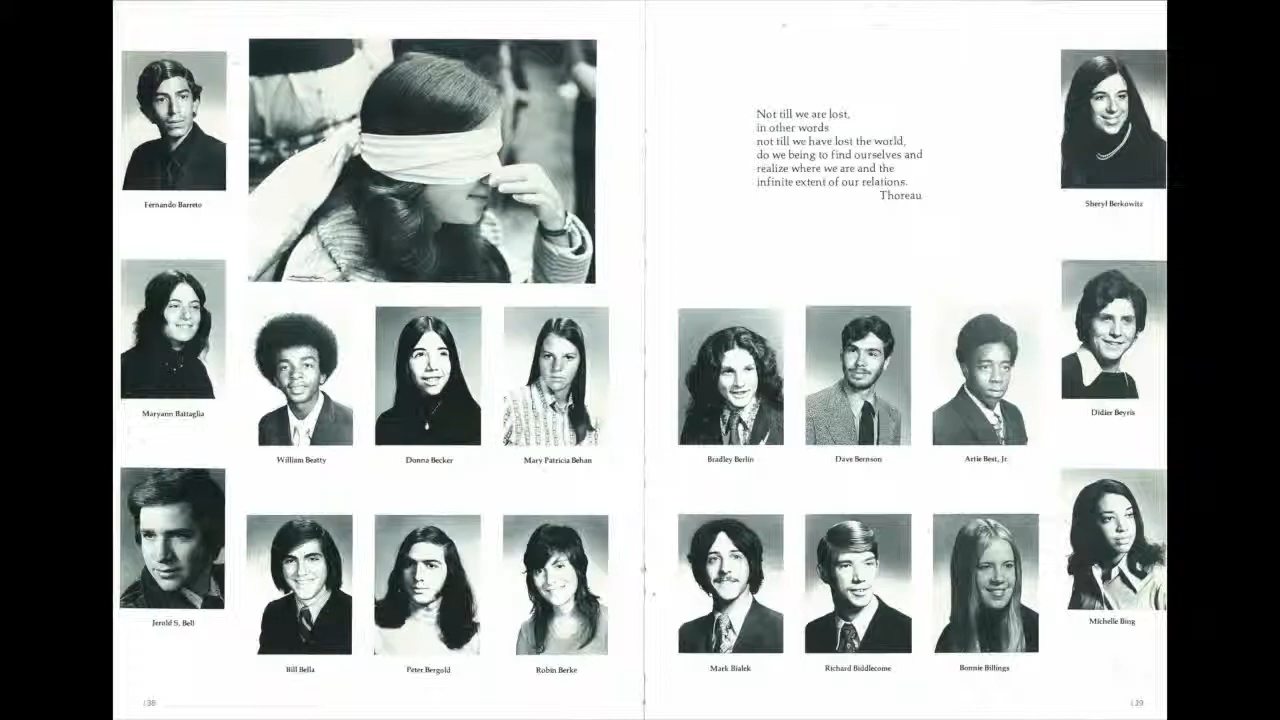 Fernando Barreto
Maryann Battaglia
William Beatty
Donna Becker
Mary Patricia Behan
Jerold S. Bell
Bill Bella
Peter Bergold
Robin Berke
138
Not till we are lost,
in other words
not till we have lost the world,
do we being to find ourselves and
realize where we are and the
infinite extent of our relations.
Thoreau
Sheryl Berkowitz
Didier Beyris
Bradley Berlin
Dave Bernson
Artie Best, Jr.
Michelle Bing
Mark Bialek
Richard Biddlecome
Bonnie Billings
139